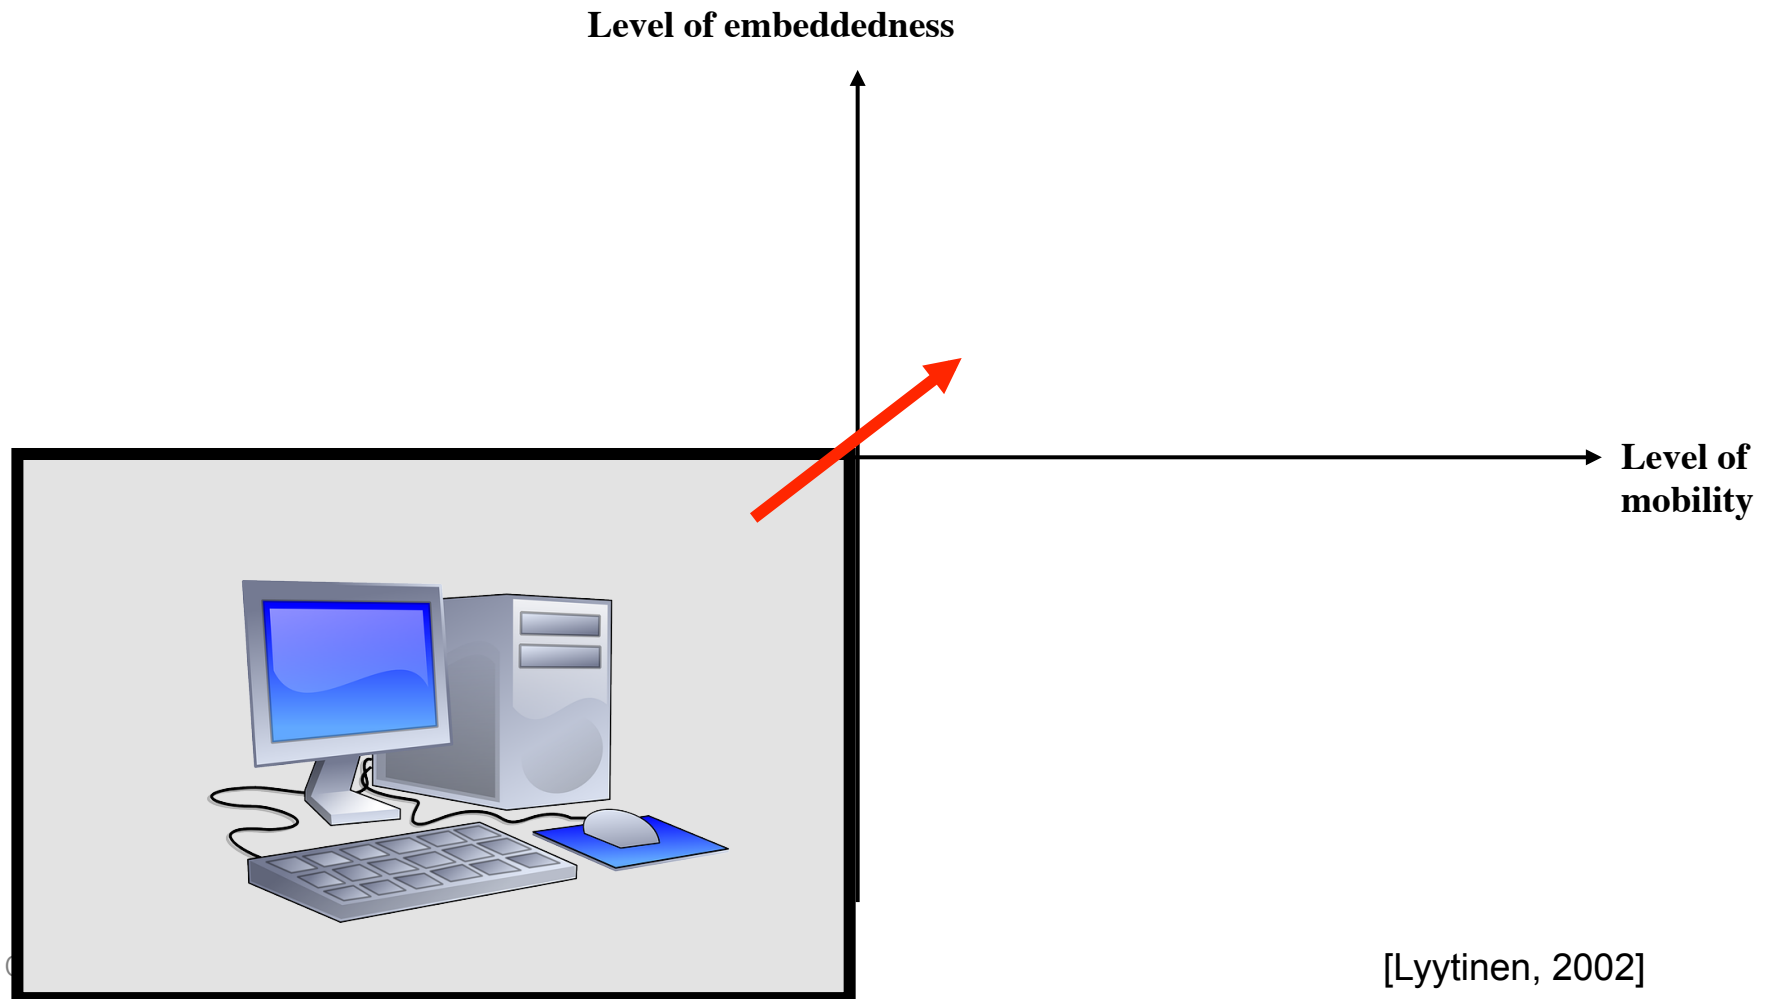 Level of embeddedness
Level of
mobility
[Lyytinen, 2002]